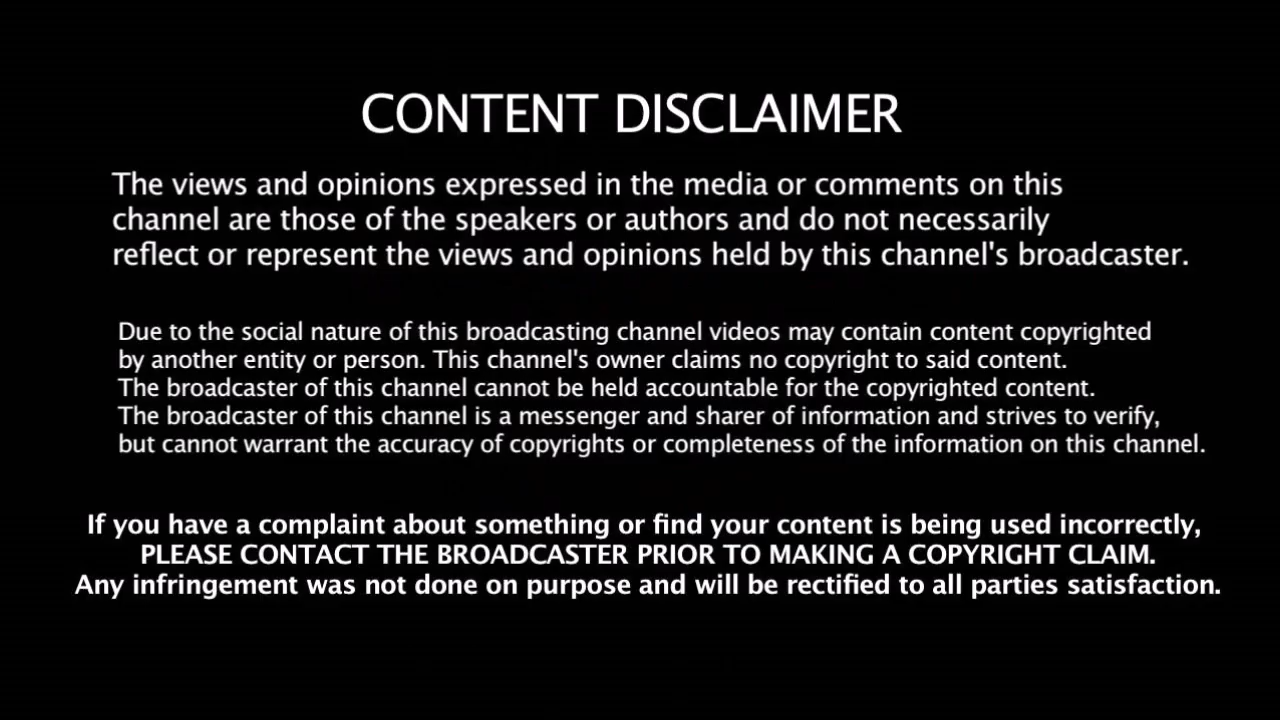 CONTENT DISCLAIMER
The views and opinions expressed in the media or comments on this
channel are those of the speakers or authors and do not necessarily
reflect or represent the views and opinions held by this channel's broadcaster.
Due to the social nature of this broadcasting channel videos may contain content copyrighted
by another entity or person. This channel's owner claims no copyright to said content.
The broadcaster of this channel cannot be held accountable for the copyrighted content.
The broadcaster of this channel is a messenger and sharer of information and strives to verify,
but cannot warrant the accuracy of copyrights or completeness of the information on this channel.
If you have a complaint about something or find your content is being used incorrectly,
PLEASE CONTACT THE BROADCASTER PRIOR TO MAKING A COPYRIGHT CLAIM.
Any infringement was not done on purpose and will be rectified to all parties satisfaction.